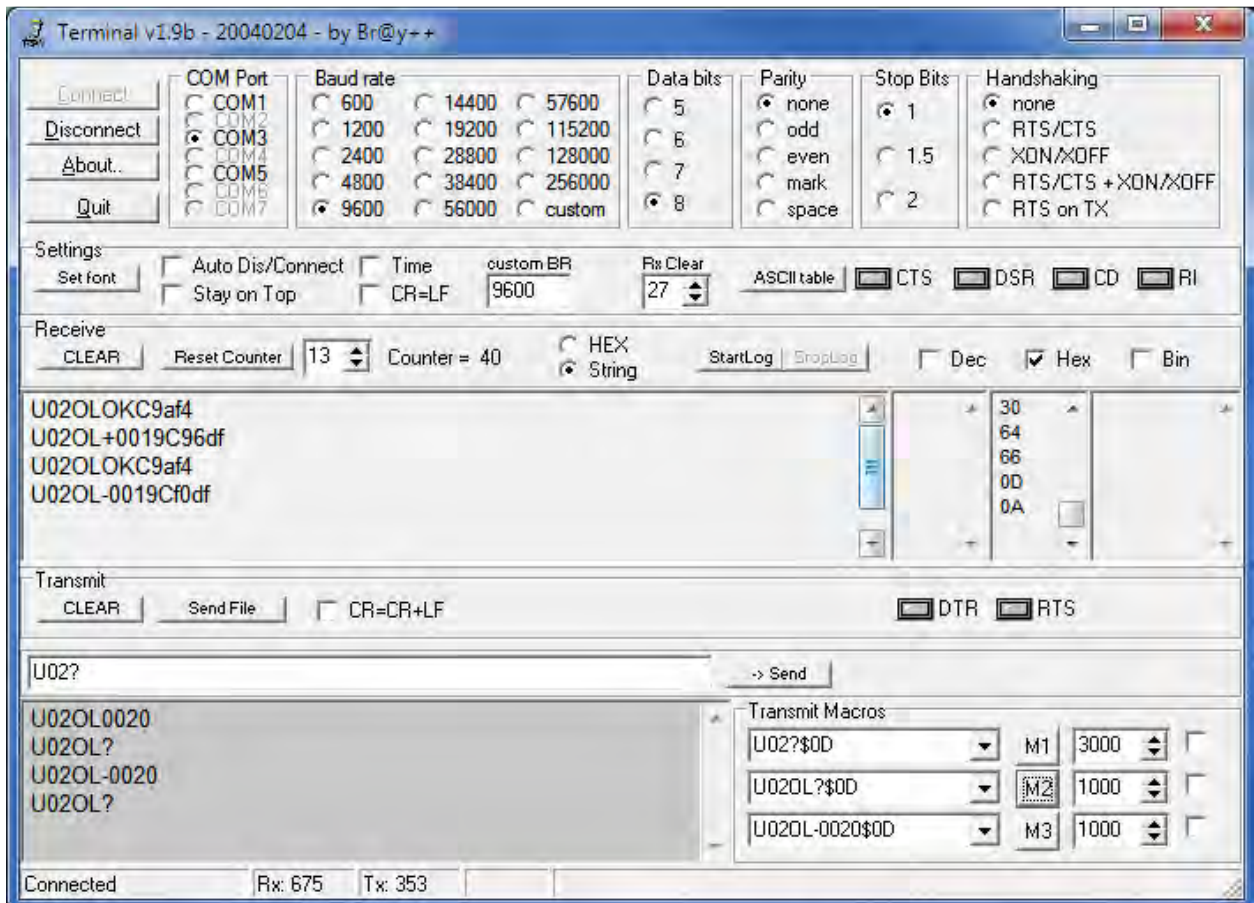 Terminal v1.9b - 20040204 - by Br@y++
Connect
Disconnect
About..
Quit
COM Port
COM1
COM2
COM3
COM4
COM5
COM6
COM7
Baud rate
600 14400 57600
1200 19200 115200
2400 28800 128000
4800 38400 256000
9600 56000 custom
Data bits
5
6
7
8
Parity
none
odd
even
mark
space
Stop Bits
1
1.5
2
Handshaking
none
RTS/CTS
XON/XOFF
RTS/CTS + XON/XOFF
RTS on TX
Settings
Set font
Auto Dis/Connect
Stay on Top
Time
CR=LF
custom BR
9600
Rx Clear
27
ASCII table
CTS DSR CD RI
Receive
CLEAR Reset Counter 13 Counter = 40
HEX
String
StartLog StopLog Dec Hex Bin
U02OLOKC9af4
U02OL+0019C96df
U02OLOKC9af4
U02OL-0019Cf0df
30
64
66
0D
0A
Transmit
CLEAR Send File CR=CR+LF DTR RTS
U02? -> Send
U02OL0020
U02OL?
U02OL-0020
U02OL?
Transmit Macros
U02?$0D M1 3000
U02OL?$0D M2 1000
U02OL-0020$0D M3 1000
Connected Rx: 675 Tx: 353